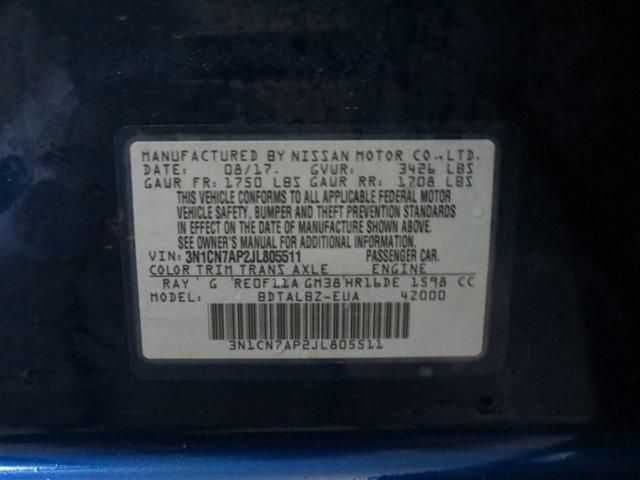 MANUFACTURED BY NISSAN MOTOR CO.,LTD.
DATE: 08/17. GVWR: 3426 LBS
GAWR FR: 1750 LBS GAWR RR: 1708 LBS
THIS VEHICLE CONFORMS TO ALL APPLICABLE FEDERAL MOTOR
VEHICLE SAFETY, BUMPER AND THEFT PREVENTION STANDARDS
IN EFFECT ON THE DATE OF MANUFACTURE SHOWN ABOVE.
SEE OWNER'S MANUAL FOR ADDITIONAL INFORMATION.
VIN: 3N1CN7AP2JL805511 PASSENGER CAR.
COLOR TRIM TRANS AXLE ENGINE
RAY G RE0F11A GM38 HR16DE 1598 CC
MODEL: BDTALBZ-EUA 42000
3N1CN7AP2JL805511